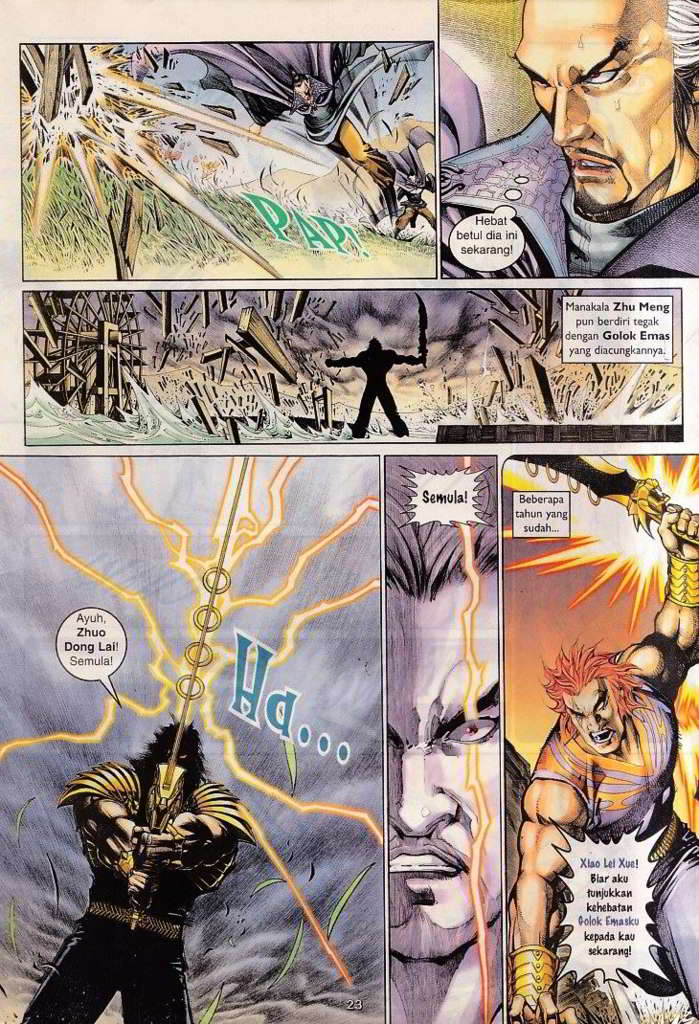 PAP!
Hebat
betul dia ini
sekarang!
Manakala Zhu Meng
pun berdiri tegak
dengan Golok Emas
yang diacungkannya.
Ayuh,
Zhuo
Dong Lai!
Semula!
Ha...
Semula!
Beberapa
tahun yang
sudah...
Xiao Lei Xue!
Biar aku
tunjukkan
kehebatan
Golok Emasku
kepada kau
sekarang!
23